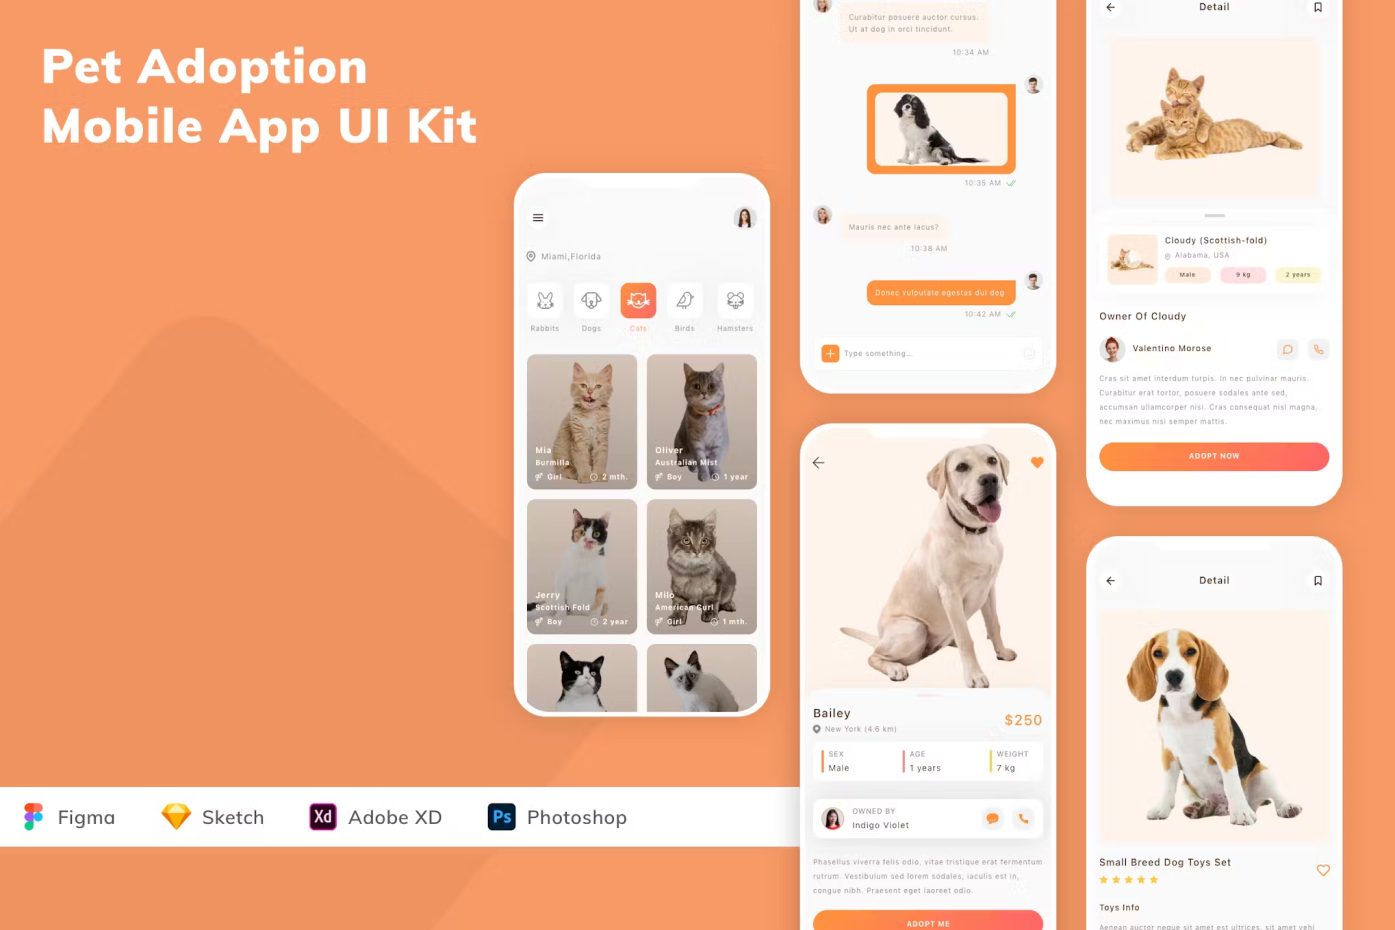 Pet Adoption
Mobile App UI Kit
Miami,Florida
Rabbits
Dogs
Cats
Birds
Hamsters
Mia
Burmilla
Girl
2 mth.
Oliver
Australian Mist
Boy
1 year
Jerry
Scottish Fold
Boy
2 year
Milo
American Curl
Girl
1 mth.
Figma
Sketch
Xd
Adobe XD
Ps
Photoshop
Curabitur posuere auctor cursus.
Ut at dog in orci tincidunt.
10:34 AM
10:35 AM
Mauris nec ante lacus?
10:38 AM
Donec vulputate egestas dui dog
10:42 AM
Type something...
Bailey
New York (4.6 km)
$250
SEX
Male
AGE
1 years
WEIGHT
7 kg
OWNED BY
Indigo Violet
Phasellus viverra felis odio, vitae tristique erat fermentum
rutrum. Vestibulum sed lorem sodales, iaculis est in,
congue nibh. Praesent eget laoreet odio.
ADOPT ME
Detail
Cloudy (Scottish-fold)
Alabama, USA
Male
9 kg
2 years
Owner Of Cloudy
Valentino Morose
Cras sit amet interdum turpis. In nec pulvinar mauris.
Curabitur erat tortor, posuere sodales ante sed,
accumsan ullamcorper nisi. Cras consequat nisl magna,
nec maximus nisi semper mattis.
ADOPT NOW
Detail
Small Breed Dog Toys Set
Toys Info
Aenean auctor neque sit amet est ultrices, sit amet vehi